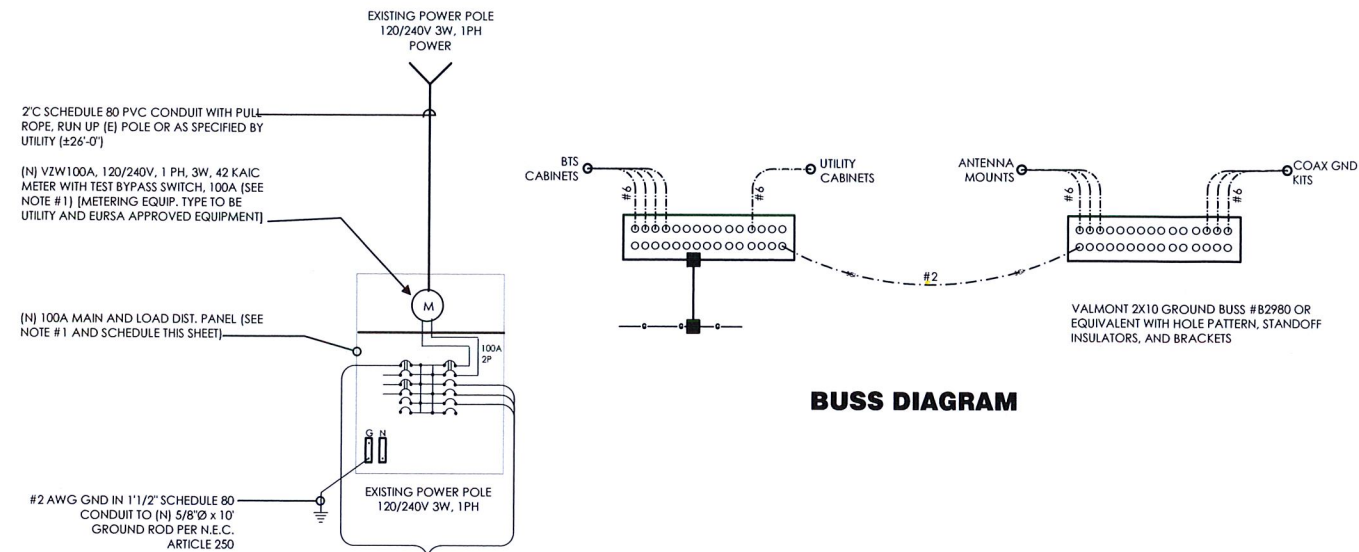 EXISTING POWER POLE
120/240V 3W, 1PH
POWER
2"C SCHEDULE 80 PVC CONDUIT WITH PULL
ROPE, RUN UP (E) POLE OR AS SPECIFIED BY
UTILITY (±26'-0")
(N) VZW100A, 120/240V, 1 PH, 3W, 42 KAIC
METER WITH TEST BYPASS SWITCH, 100A (SEE
NOTE #1) [METERING EQUIP. TYPE TO BE
UTILITY AND EURSA APPROVED EQUIPMENT]
M
(N) 100A MAIN AND LOAD DIST. PANEL (SEE
NOTE #1 AND SCHEDULE THIS SHEET)
100A
2P
G N
EXISTING POWER POLE
120/240V 3W, 1PH
#2 AWG GND IN 1'1/2" SCHEDULE 80
CONDUIT TO (N) 5/8"Ø x 10'
GROUND ROD PER N.E.C.
ARTICLE 250
BTS
CABINETS
#6
#6
UTILITY
CABINETS
G
G
#2
ANTENNA
MOUNTS
#6
#6
COAX GND
KITS
VALMONT 2X10 GROUND BUSS #B2980 OR
EQUIVALENT WITH HOLE PATTERN, STANDOFF
INSULATORS, AND BRACKETS
BUSS DIAGRAM